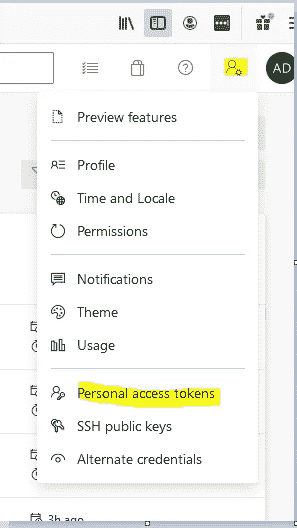 AD
Preview features
Profile
Time and Locale
Permissions
Notifications
Theme
Usage
Personal access tokens
SSH public keys
Alternate credentials
3h ago